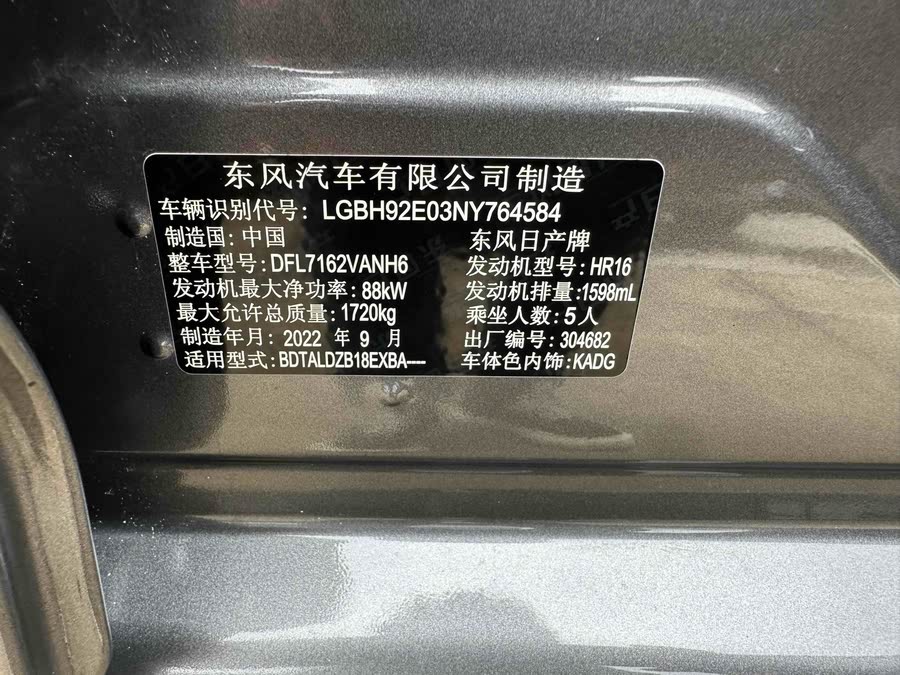 东风汽车有限公司制造
车辆识别代号: LGBH92E03NY764584
制造国: 中国 东风日产牌
整车型号: DFL7162VANH6 发动机型号: HR16
发动机最大净功率: 88kW 发动机排量: 1598mL
最大允许总质量: 1720kg 乘坐人数: 5人
制造年月: 2022 年 9 月 出厂编号: 304682
适用型式: BDTALDZB18EXBA---- 车体色内饰: KADG